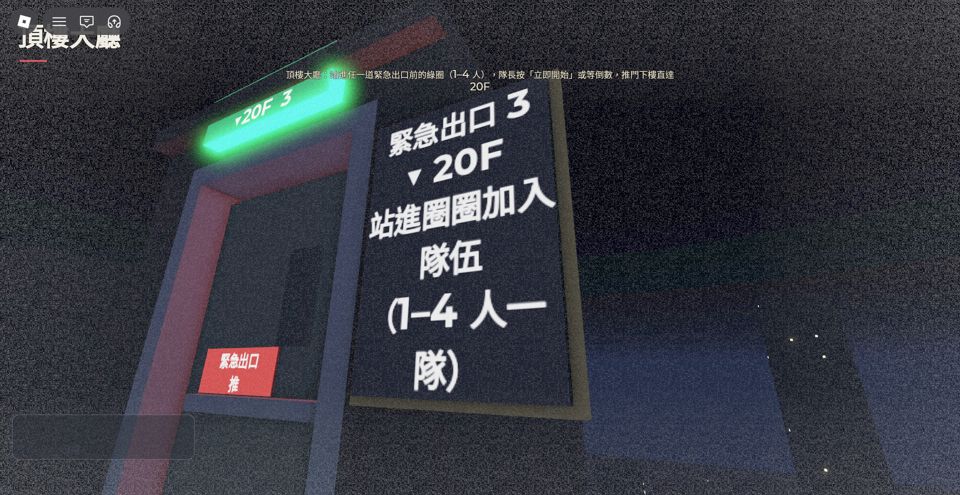 頂樓大廳
頂樓大廳：站進任一道緊急出口前的綠圈（1–4 人），隊長按「立即開始」或等倒數，推門下樓直達
20F
▼20F 3
緊急出口 3
▼ 20F
站進圈圈加入
隊伍
（1–4 人一
隊）
緊急出口
推